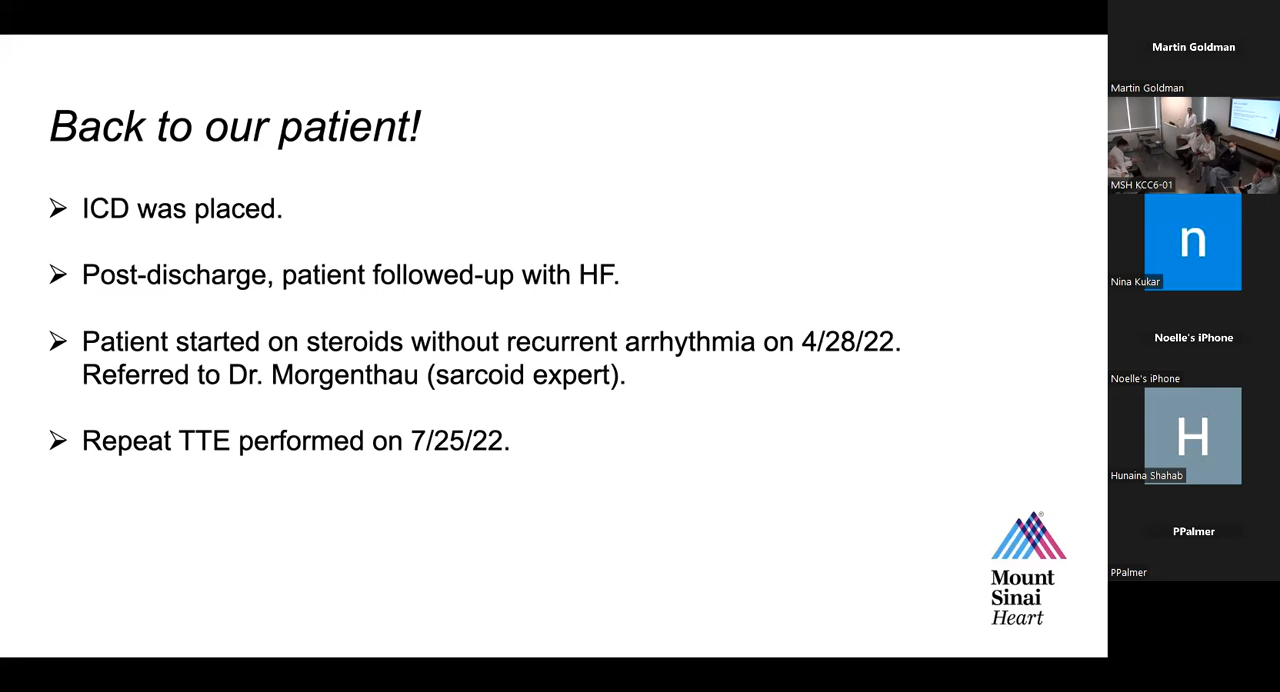 Back to our patient!
➢ ICD was placed.
➢ Post-discharge, patient followed-up with HF.
➢ Patient started on steroids without recurrent arrhythmia on 4/28/22.
Referred to Dr. Morgenthau (sarcoid expert).
➢ Repeat TTE performed on 7/25/22.
®
Mount
Sinai
Heart
Martin Goldman
Martin Goldman
MSH KCC6-01
n
Nina Kukar
Noelle's iPhone
Noelle's iPhone
H
Hunaina Shahab
PPalmer
PPalmer